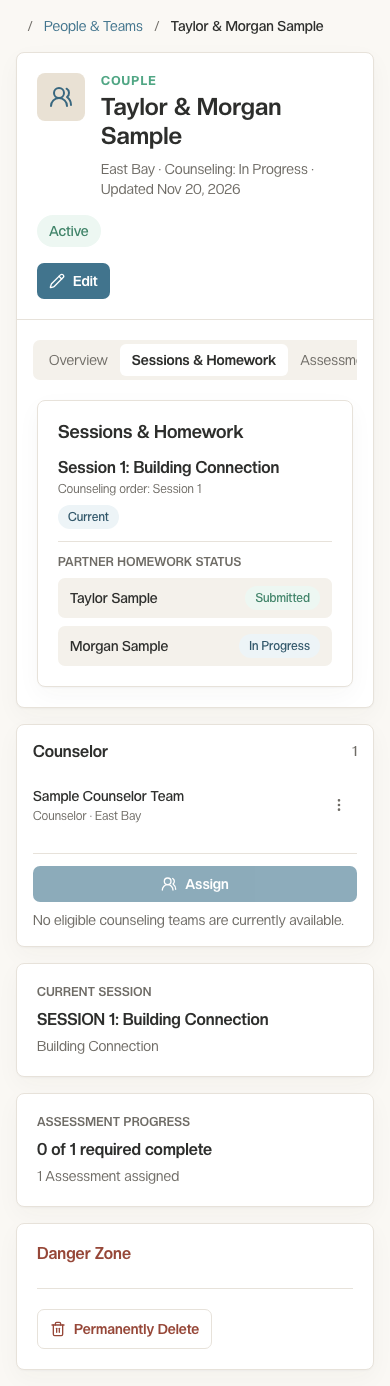 / People & Teams / Taylor & Morgan Sample
COUPLE
Taylor & Morgan
Sample
East Bay · Counseling: In Progress ·
Updated Nov 20, 2026
Active
Edit
Overview Sessions & Homework Assessm
Sessions & Homework
Session 1: Building Connection
Counseling order: Session 1
Current
PARTNER HOMEWORK STATUS
Taylor Sample Submitted
Morgan Sample In Progress
Counselor 1
Sample Counselor Team
Counselor · East Bay
Assign
No eligible counseling teams are currently available.
CURRENT SESSION
SESSION 1: Building Connection
Building Connection
ASSESSMENT PROGRESS
0 of 1 required complete
1 Assessment assigned
Danger Zone
Permanently Delete